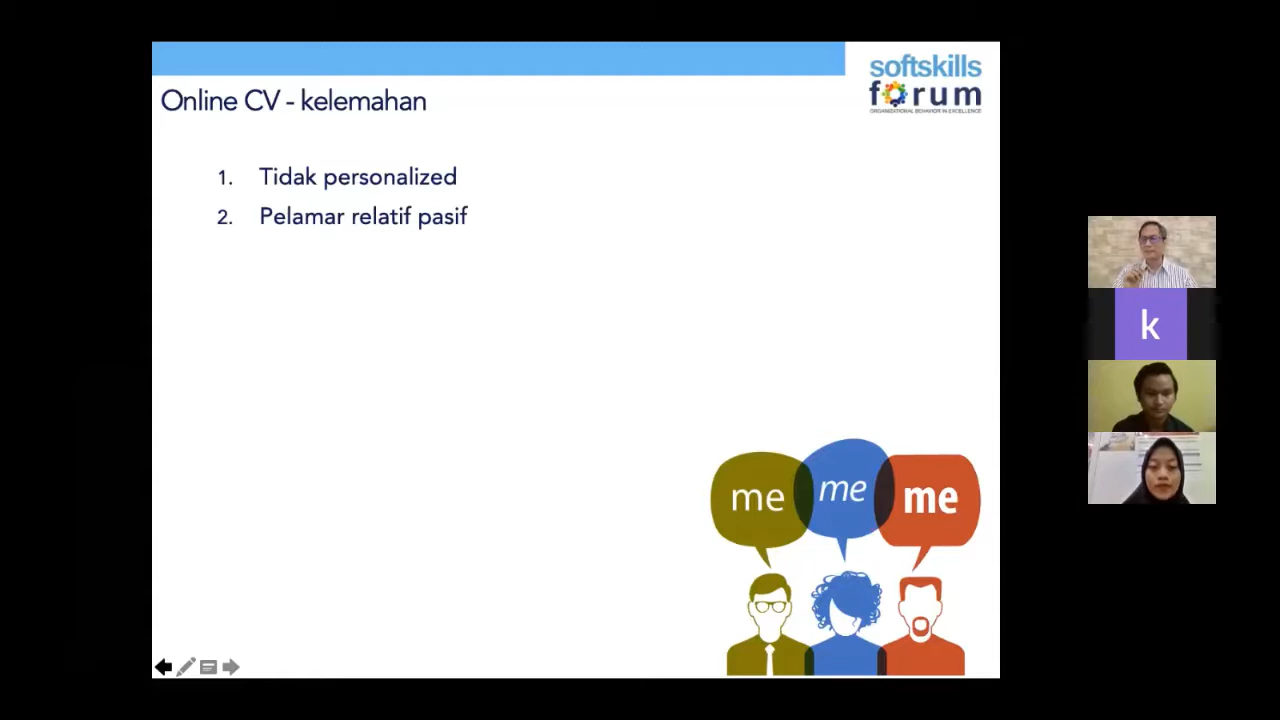 softskills
forum
ORGANIZATIONAL BEHAVIOR IN EXCELLENCE
Online CV - kelemahan
1. Tidak personalized
2. Pelamar relatif pasif
k
me me me